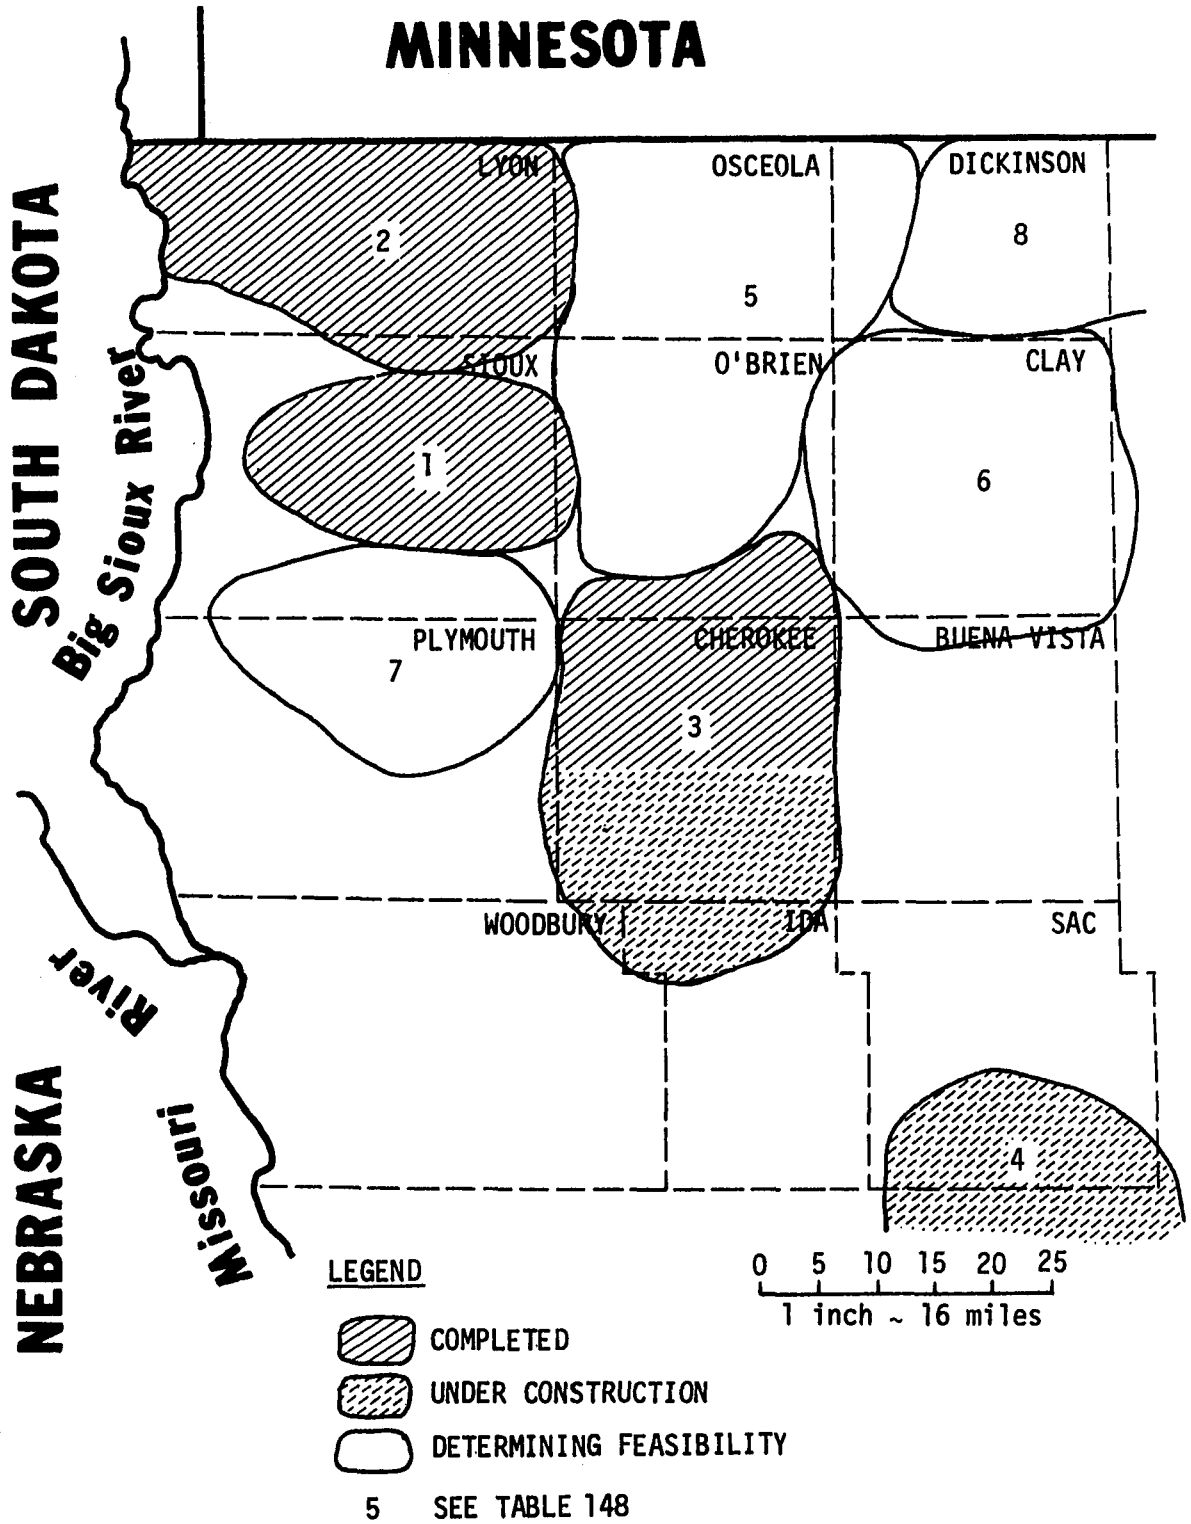 MINNESOTA
SOUTH DAKOTA
NEBRASKA
Big Sioux River
Missouri River
LYON
OSCEOLA
DICKINSON
2
8
5
SIOUX
O'BRIEN
CLAY
1
6
PLYMOUTH
CHEROKEE
BUENA VISTA
7
3
WOODBURY
IDA
SAC
4
LEGEND
COMPLETED
UNDER CONSTRUCTION
DETERMINING FEASIBILITY
5 SEE TABLE 148
0 5 10 15 20 25
1 inch ~ 16 miles